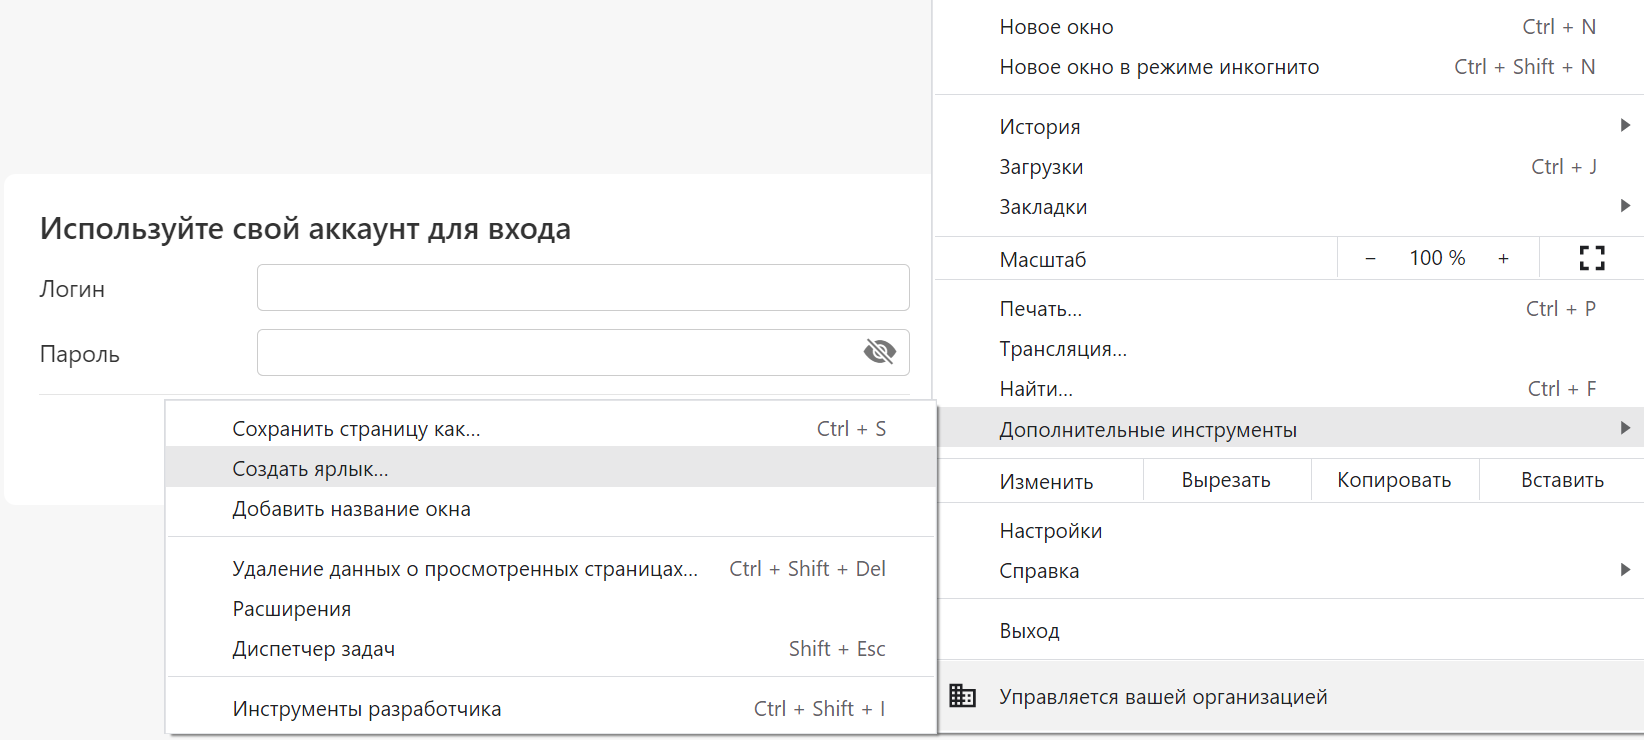 Новое окно Ctrl + N
Новое окно в режиме инкогнито Ctrl + Shift + N
История
Загрузки Ctrl + J
Закладки
Масштаб − 100 % +
Печать... Ctrl + P
Трансляция...
Найти... Ctrl + F
Дополнительные инструменты
Изменить Вырезать Копировать Вставить
Настройки
Справка
Выход
Управляется вашей организацией
Используйте свой аккаунт для входа
Логин
Пароль
Сохранить страницу как... Ctrl + S
Создать ярлык...
Добавить название окна
Удаление данных о просмотренных страницах... Ctrl + Shift + Del
Расширения
Диспетчер задач Shift + Esc
Инструменты разработчика Ctrl + Shift + I